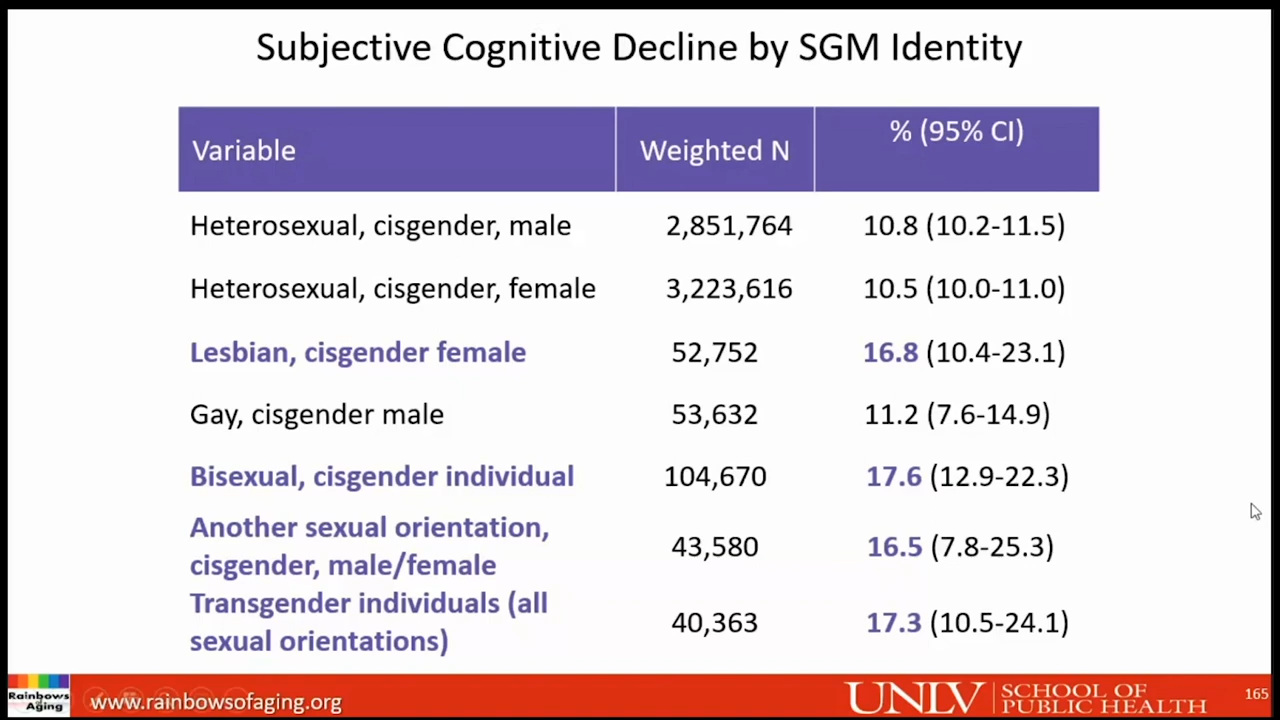 Subjective Cognitive Decline by SGM Identity
Variable Weighted N % (95% CI)
Heterosexual, cisgender, male 2,851,764 10.8 (10.2-11.5)
Heterosexual, cisgender, female 3,223,616 10.5 (10.0-11.0)
Lesbian, cisgender female 52,752 16.8 (10.4-23.1)
Gay, cisgender male 53,632 11.2 (7.6-14.9)
Bisexual, cisgender individual 104,670 17.6 (12.9-22.3)
Another sexual orientation,
cisgender, male/female 43,580 16.5 (7.8-25.3)
Transgender individuals (all
sexual orientations) 40,363 17.3 (10.5-24.1)
Rainbows
of
Aging
www.rainbowsofaging.org
UNLV SCHOOL OF
PUBLIC HEALTH
165